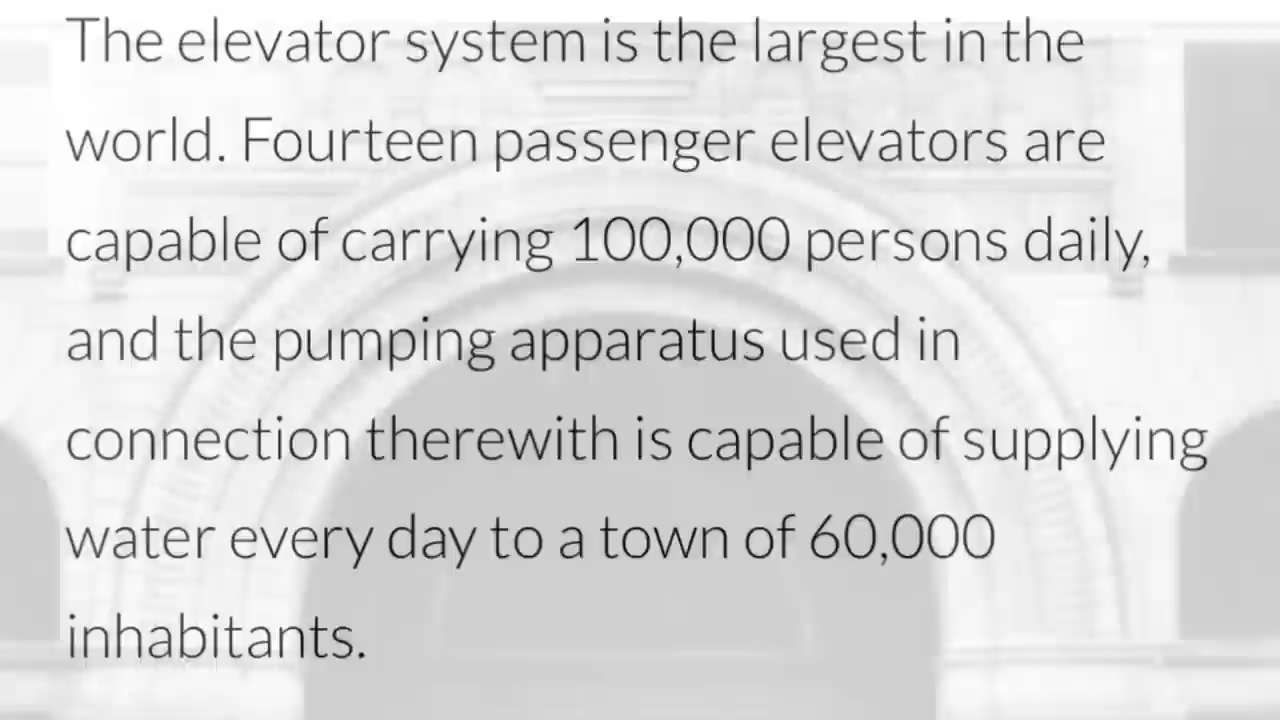 The elevator system is the largest in the
world. Fourteen passenger elevators are
capable of carrying 100,000 persons daily,
and the pumping apparatus used in
connection therewith is capable of supplying
water every day to a town of 60,000
inhabitants.